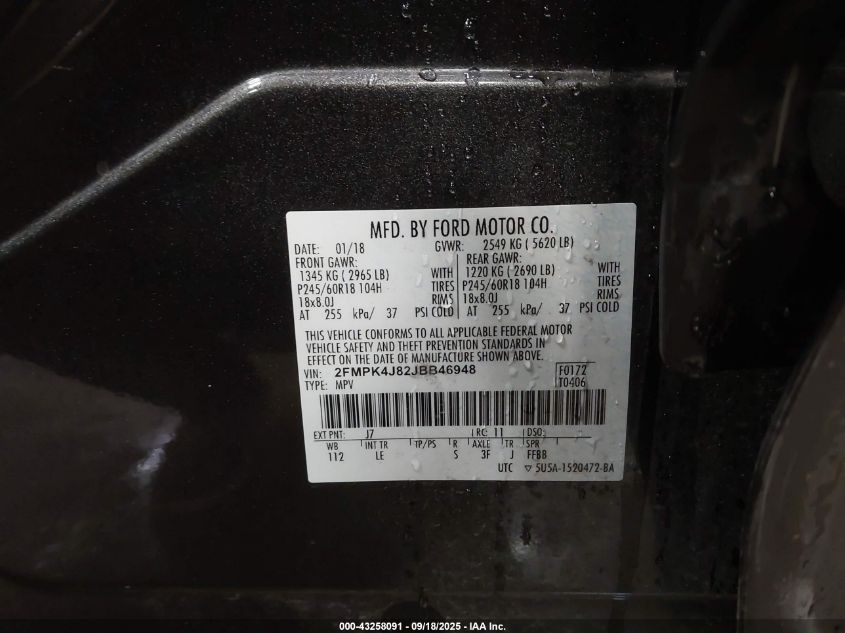 MFD. BY FORD MOTOR CO.
DATE: 01/18 GVWR: 2549 KG ( 5620 LB)
FRONT GAWR: REAR GAWR:
1345 KG ( 2965 LB) WITH 1220 KG ( 2690 LB) WITH
P245/60R18 104H TIRES P245/60R18 104H TIRES
18x8.0J RIMS 18x8.0J RIMS
AT 255 kPa/ 37 PSI COLD AT 255 kPa/ 37 PSI COLD
THIS VEHICLE CONFORMS TO ALL APPLICABLE FEDERAL MOTOR
VEHICLE SAFETY AND THEFT PREVENTION STANDARDS IN
EFFECT ON THE DATE OF MANUFACTURE SHOWN ABOVE.
VIN: 2FMPK4J82JBB46948 F0172
TYPE: MPV T0406
EXT PNT: J7 RC: 11 DSO:
WB INT TR TP/PS R AXLE TR SPR
112 LE S 3F J FFBB
UTC ▽ 5U5A-1520472-BA
000-43258091 - 09/18/2025 - IAA Inc.